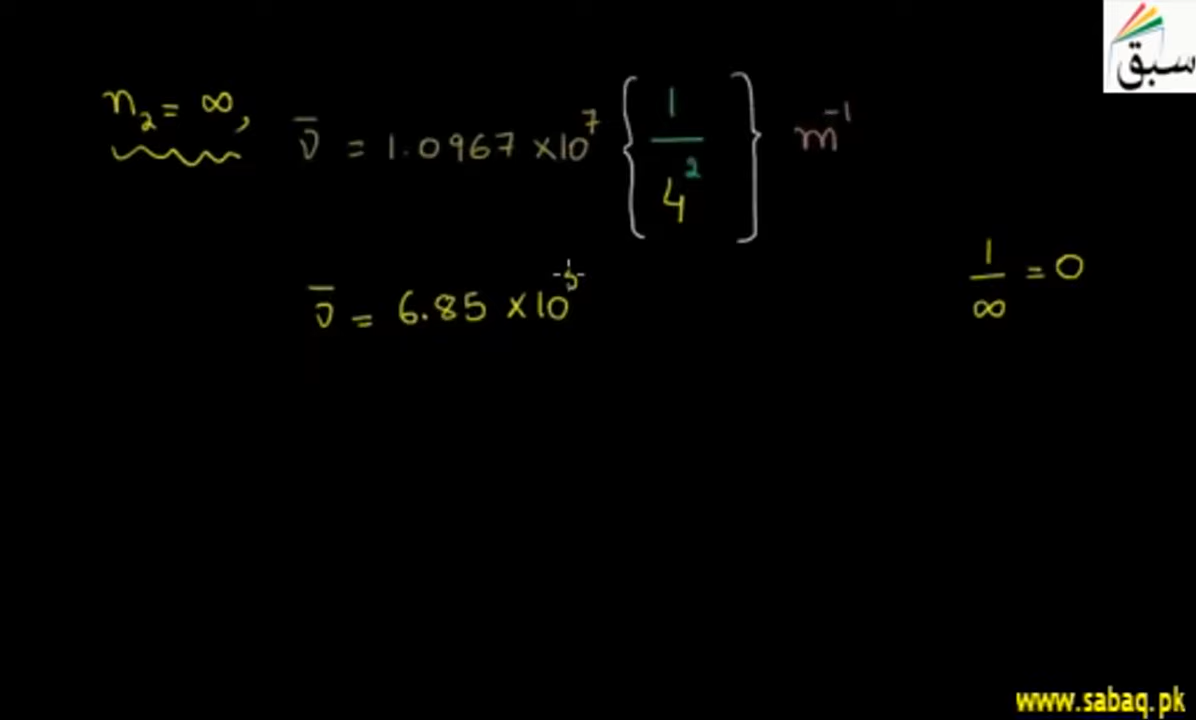 سبق
n₂ = ∞, ν̄ = 1.0967 ×10⁷ { 1 / 4² } m⁻¹
1 / ∞ = 0
ν̄ = 6.85 ×10⁵
www.sabaq.pk